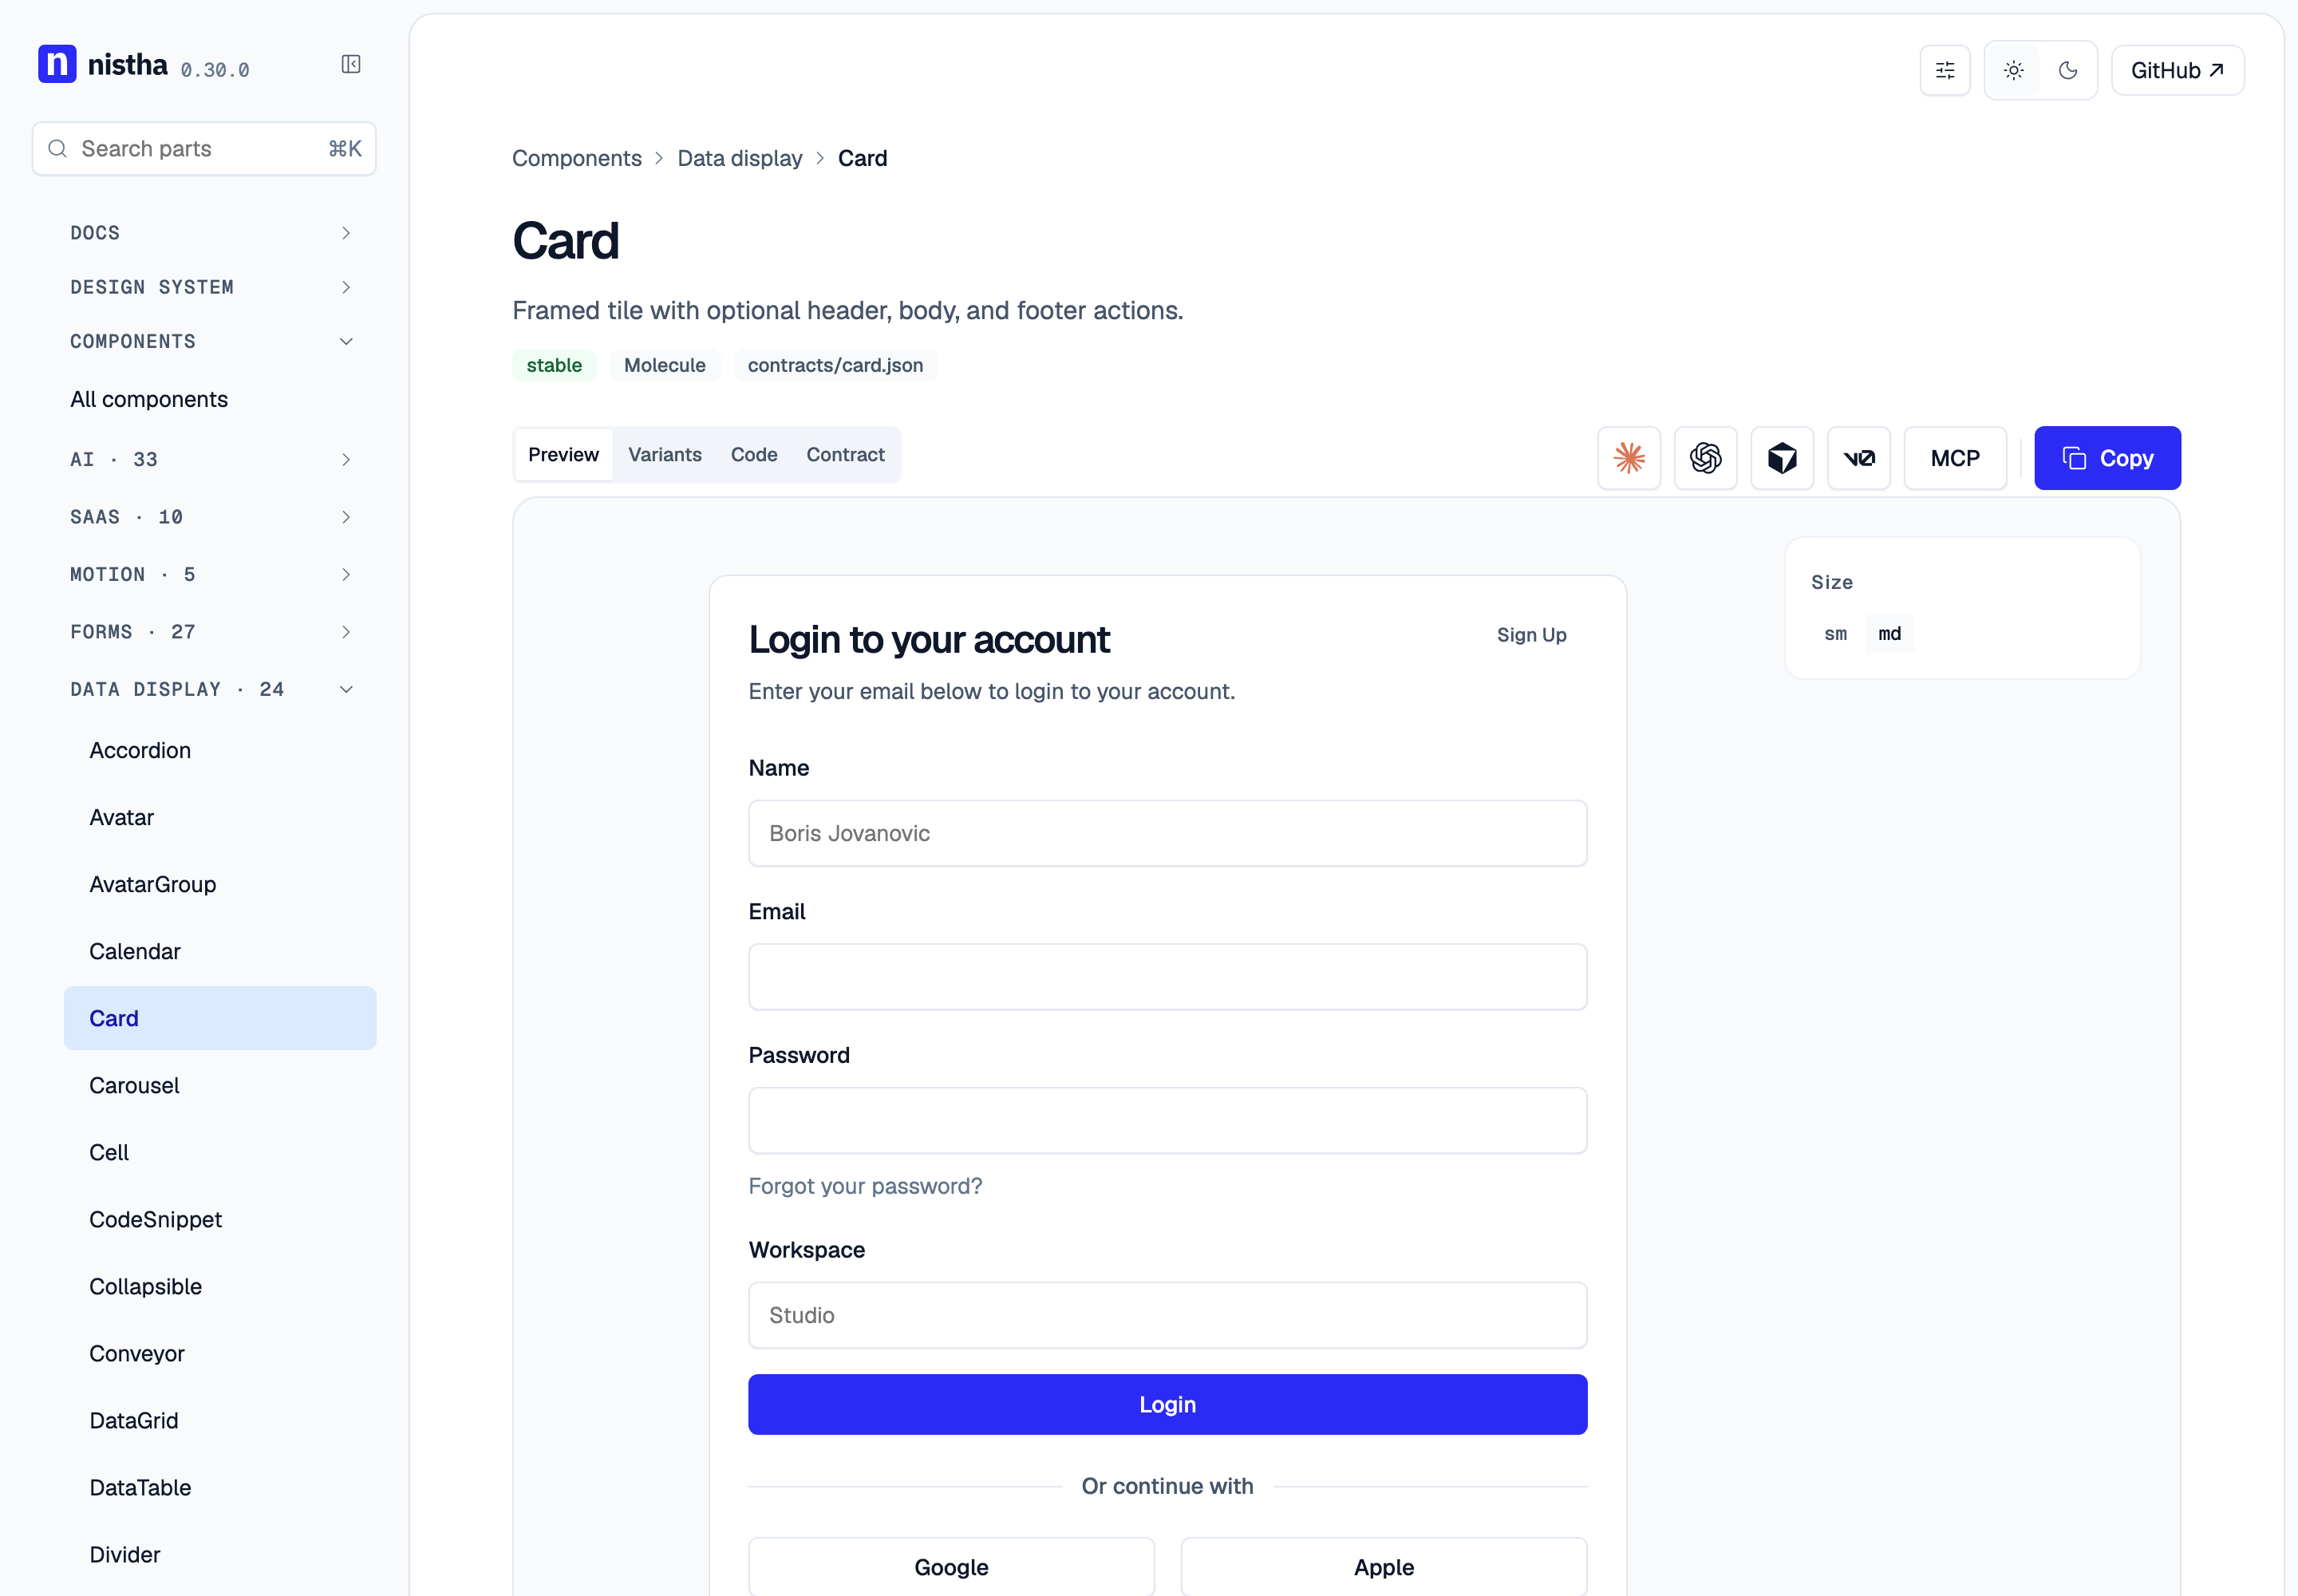 n nistha 0.30.0
Search parts ⌘K
DOCS
DESIGN SYSTEM
COMPONENTS
All components
AI · 33
SAAS · 10
MOTION · 5
FORMS · 27
DATA DISPLAY · 24
Accordion
Avatar
AvatarGroup
Calendar
Card
Carousel
Cell
CodeSnippet
Collapsible
Conveyor
DataGrid
DataTable
Divider
GitHub
Components > Data display > Card
Card
Framed tile with optional header, body, and footer actions.
stable Molecule contracts/card.json
Preview Variants Code Contract
v0 MCP Copy
Size
sm md
Login to your account
Sign Up
Enter your email below to login to your account.
Name
Boris Jovanovic
Email
Password
Forgot your password?
Workspace
Studio
Login
Or continue with
Google Apple